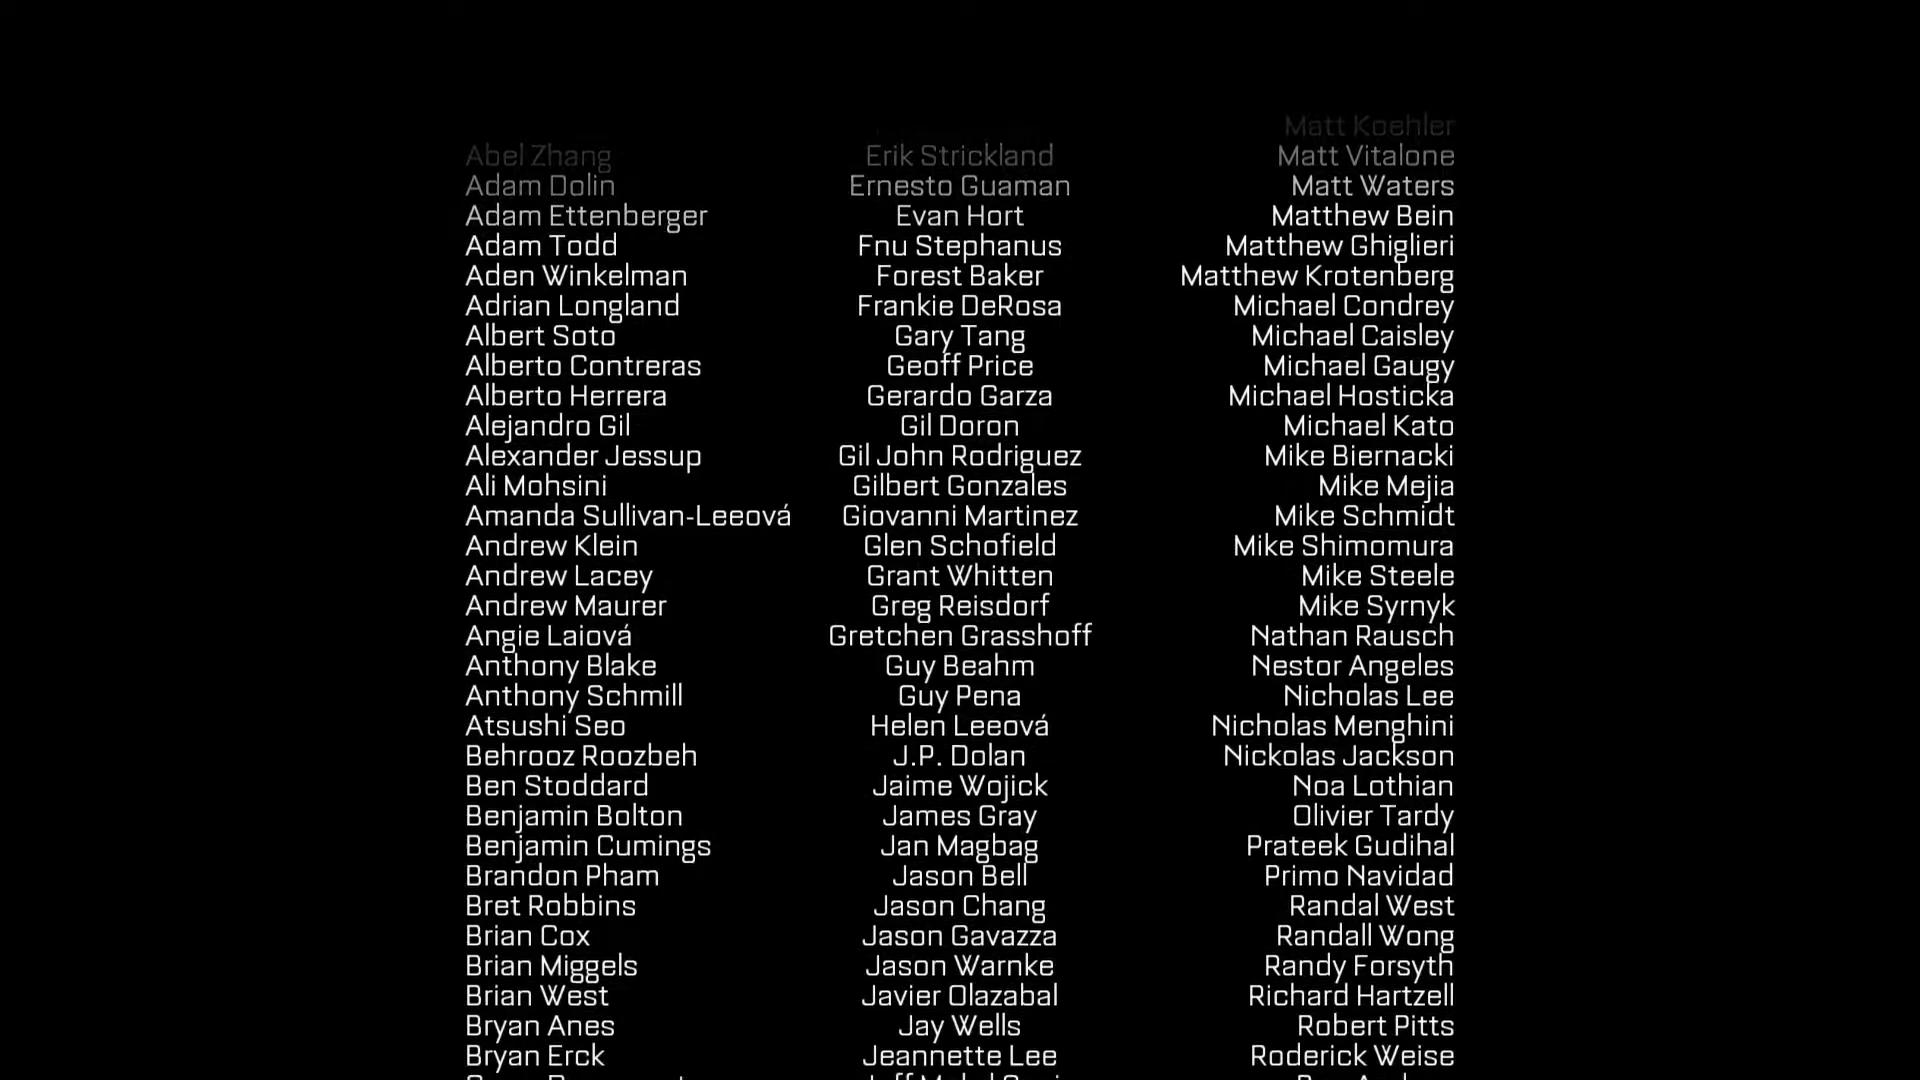 Matt Koehler
Abel Zhang Erik Strickland Matt Vitalone
Adam Dolin Ernesto Guaman Matt Waters
Adam Ettenberger Evan Hort Matthew Bein
Adam Todd Fnu Stephanus Matthew Ghiglieri
Aden Winkelman Forest Baker Matthew Krotenberg
Adrian Longland Frankie DeRosa Michael Condrey
Albert Soto Gary Tang Michael Caisley
Alberto Contreras Geoff Price Michael Gaugy
Alberto Herrera Gerardo Garza Michael Hosticka
Alejandro Gil Gil Doron Michael Kato
Alexander Jessup Gil John Rodriguez Mike Biernacki
Ali Mohsini Gilbert Gonzales Mike Mejia
Amanda Sullivan-Leeová Giovanni Martinez Mike Schmidt
Andrew Klein Glen Schofield Mike Shimomura
Andrew Lacey Grant Whitten Mike Steele
Andrew Maurer Greg Reisdorf Mike Syrnyk
Angie Laiová Gretchen Grasshoff Nathan Rausch
Anthony Blake Guy Beahm Nestor Angeles
Anthony Schmill Guy Pena Nicholas Lee
Atsushi Seo Helen Leeová Nicholas Menghini
Behrooz Roozbeh J.P. Dolan Nickolas Jackson
Ben Stoddard Jaime Wojick Noa Lothian
Benjamin Bolton James Gray Olivier Tardy
Benjamin Cumings Jan Magbag Prateek Gudihal
Brandon Pham Jason Bell Primo Navidad
Bret Robbins Jason Chang Randal West
Brian Cox Jason Gavazza Randall Wong
Brian Miggels Jason Warnke Randy Forsyth
Brian West Javier Olazabal Richard Hartzell
Bryan Anes Jay Wells Robert Pitts
Bryan Erck Jeannette Lee Roderick Weise